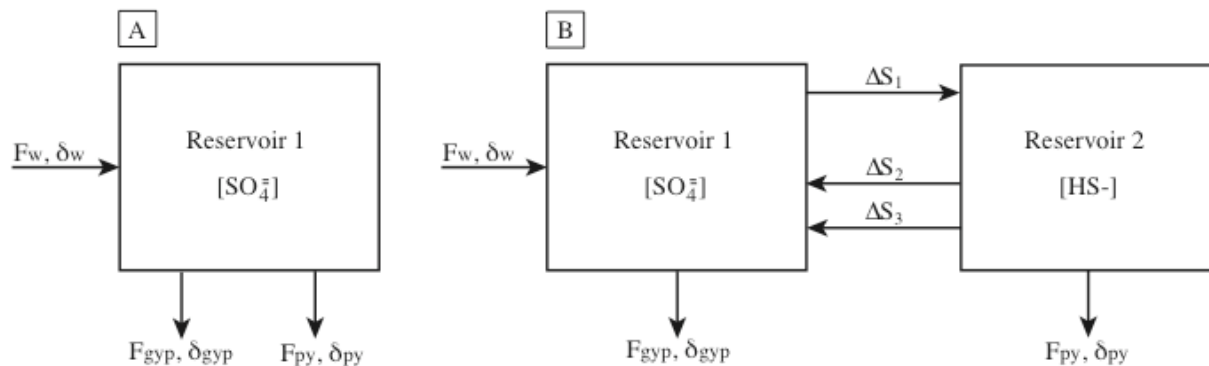 A
Reservoir 1
[SO₄⁼]
Fw, δw
Fgyp, δgyp
Fpy, δpy
B
Reservoir 1
[SO₄⁼]
Fw, δw
Fgyp, δgyp
ΔS₁
ΔS₂
ΔS₃
Reservoir 2
[HS-]
Fpy, δpy